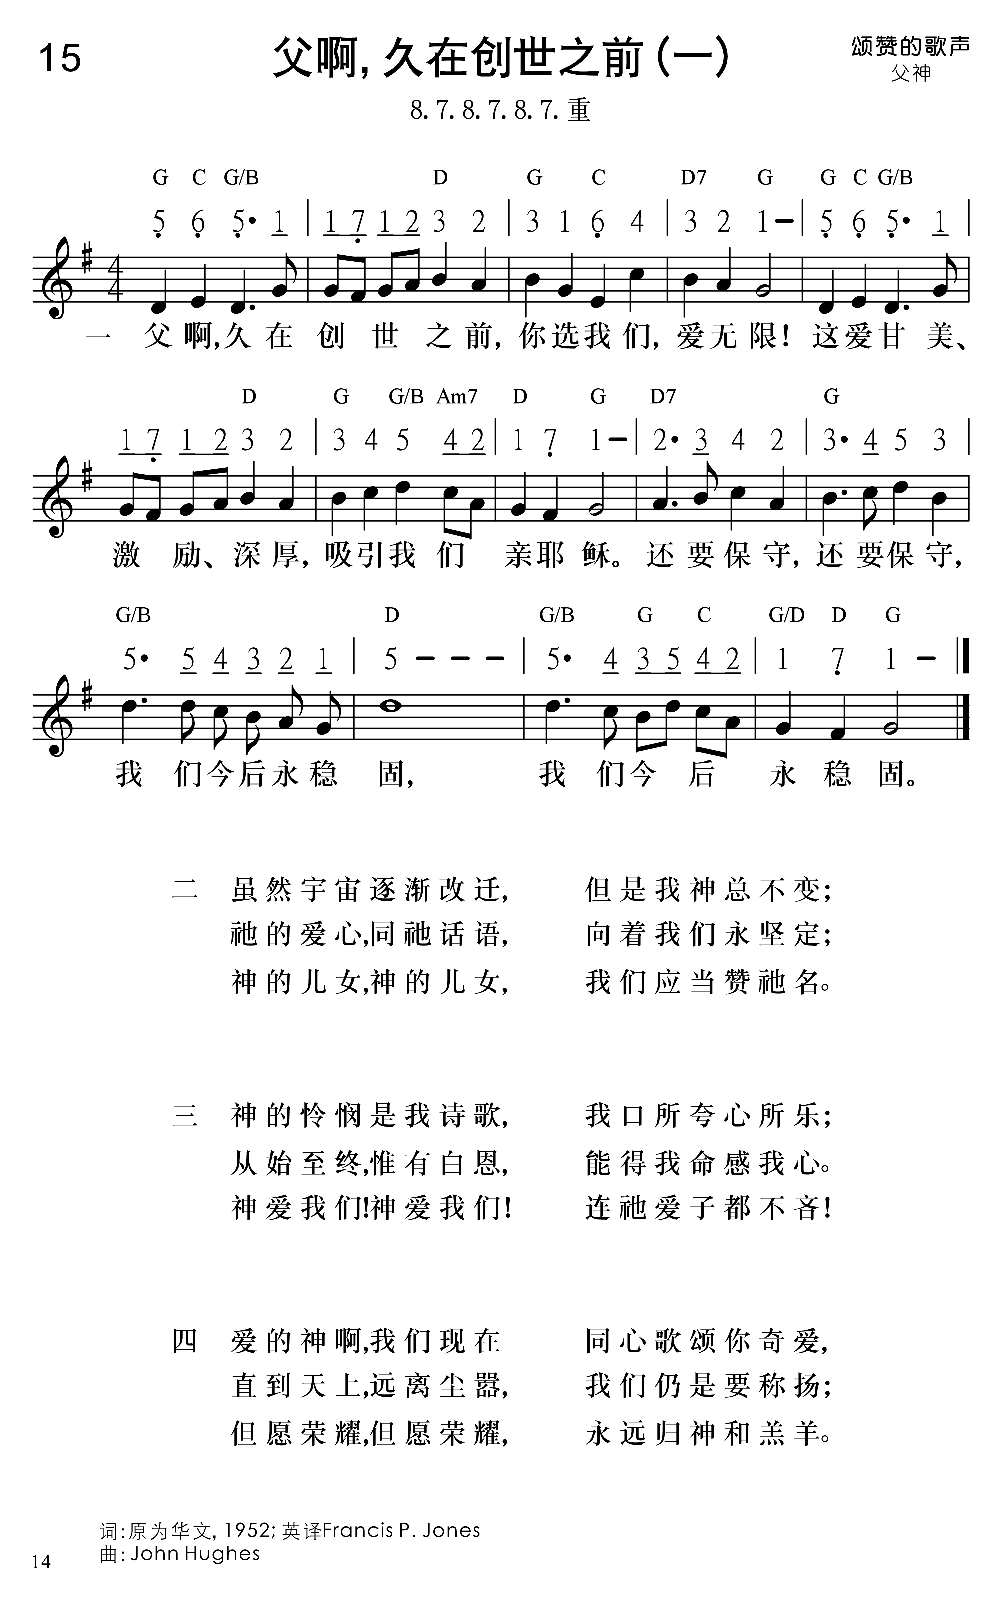 15
父啊,久在创世之前(一)
颂赞的歌声
父神
8.7.8.7.8.7.重
G C G/B D G C D7 G G C G/B
5 6 5• 1 | 1 7 1 2 3 2 | 3 1 6 4 | 3 2 1 – | 5 6 5• 1 |
一 父啊,久在创世之前,你选我们,爱无限!这爱甘美、
D G G/B Am7 D G D7 G
1 7 1 2 3 2 | 3 4 5 4 2 | 1 7 1 – | 2• 3 4 2 | 3• 4 5 3 |
激励、深厚,吸引我们亲耶稣。还要保守,还要保守,
G/B D G/B G C G/D D G
5• 5 4 3 2 1 | 5 – – – | 5• 4 3 5 4 2 | 1 7 1 – |
我们今后永稳固,我们今后永稳固。
二 虽然宇宙逐渐改迁, 但是我神总不变;
祂的爱心,同祂话语, 向着我们永坚定;
神的儿女,神的儿女, 我们应当赞祂名。
三 神的怜悯是我诗歌, 我口所夸心所乐;
从始至终,惟有白恩, 能得我命感我心。
神爱我们!神爱我们! 连祂爱子都不吝!
四 爱的神啊,我们现在 同心歌颂你奇爱,
直到天上,远离尘嚣, 我们仍是要称扬;
但愿荣耀,但愿荣耀, 永远归神和羔羊。
词:原为华文, 1952; 英译Francis P. Jones
曲: John Hughes
14